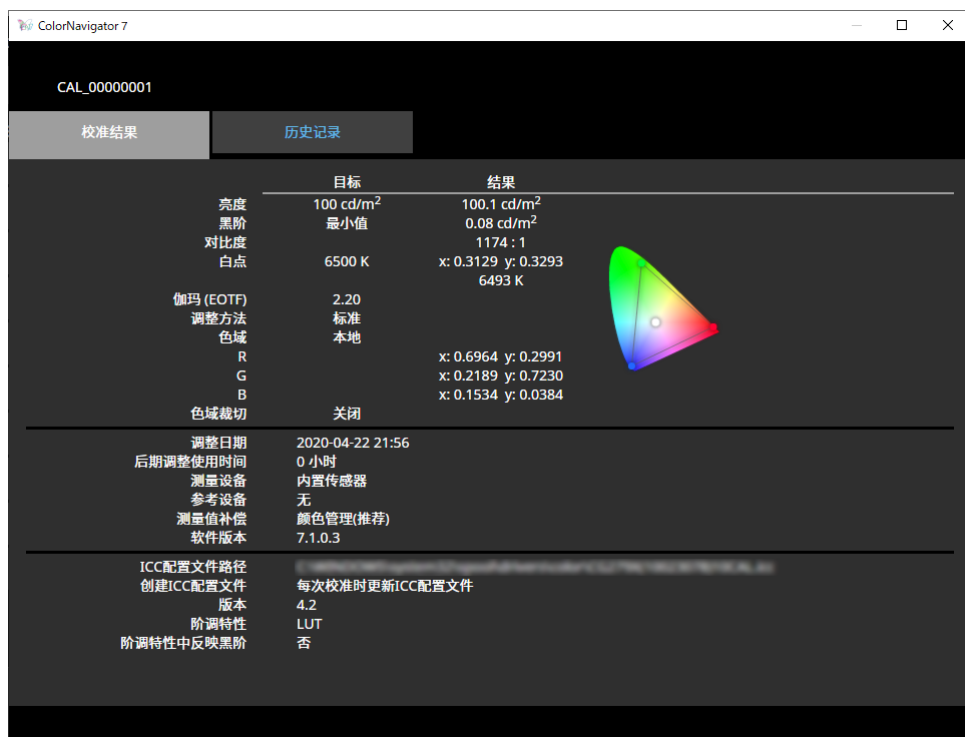 ColorNavigator 7
CAL_00000001
校准结果 历史记录
目标 结果
亮度 100 cd/m2 100.1 cd/m2
黑阶 最小值 0.08 cd/m2
对比度 1174 : 1
白点 6500 K x: 0.3129 y: 0.3293
6493 K
伽玛 (EOTF) 2.20
调整方法 标准
色域 本地
R x: 0.6964 y: 0.2991
G x: 0.2189 y: 0.7230
B x: 0.1534 y: 0.0384
色域裁切 关闭
调整日期 2020-04-22 21:56
后期调整使用时间 0 小时
测量设备 内置传感器
参考设备 无
测量值补偿 颜色管理(推荐)
软件版本 7.1.0.3
ICC配置文件路径
创建ICC配置文件 每次校准时更新ICC配置文件
版本 4.2
阶调特性 LUT
阶调特性中反映黑阶 否